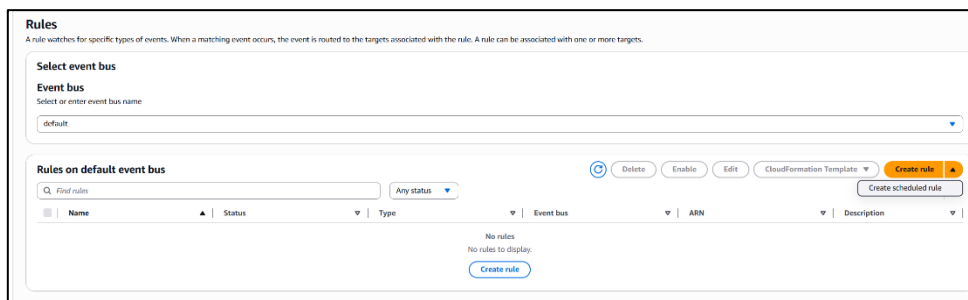 Rules
A rule watches for specific types of events. When a matching event occurs, the event is routed to the targets associated with the rule. A rule can be associated with one or more targets.
Select event bus
Event bus
Select or enter event bus name
default
Rules on default event bus
Delete Enable Edit CloudFormation Template Create rule
Find rules Any status
Create scheduled rule
Name Status Type Event bus ARN Description
No rules
No rules to display.
Create rule